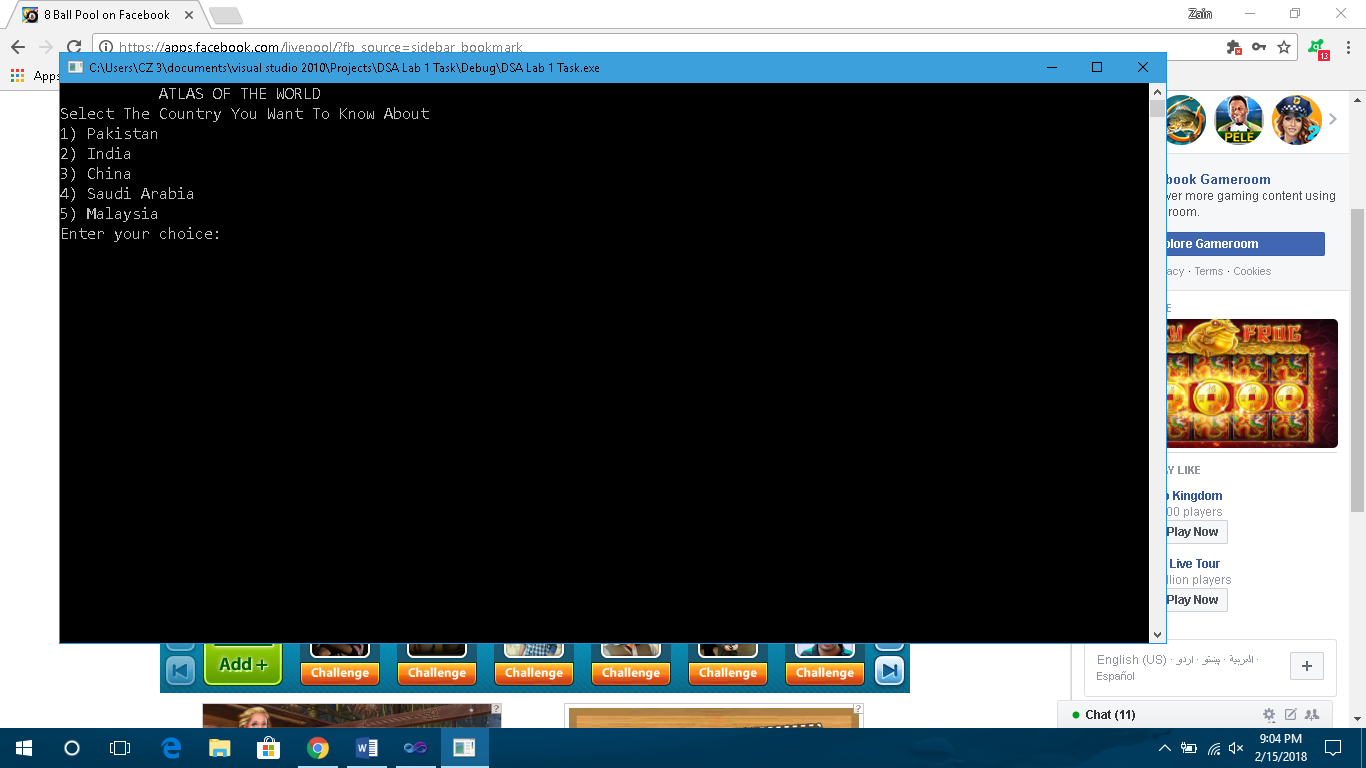 8 Ball Pool on Facebook
Zain
https://apps.facebook.com/livepool/?fb_source=sidebar_bookmark
13
Apps
C:\Users\CZ 3\documents\visual studio 2010\Projects\DSA Lab 1 Task\Debug\DSA Lab 1 Task.exe
ATLAS OF THE WORLD
Select The Country You Want To Know About
1) Pakistan
2) India
3) China
4) Saudi Arabia
5) Malaysia
Enter your choice:
PELE
2
book Gameroom
ver more gaming content using
room.
plore Gameroom
acy · Terms · Cookies
E
Y FROG
Y LIKE
Kingdom
00 players
Play Now
Live Tour
llion players
Play Now
Add +
Challenge
Challenge
Challenge
Challenge
Challenge
Challenge
English (US) · اردو · پښتو · العربية ·
Español
+
Chat (11)
?
?
9:04 PM
2/15/2018